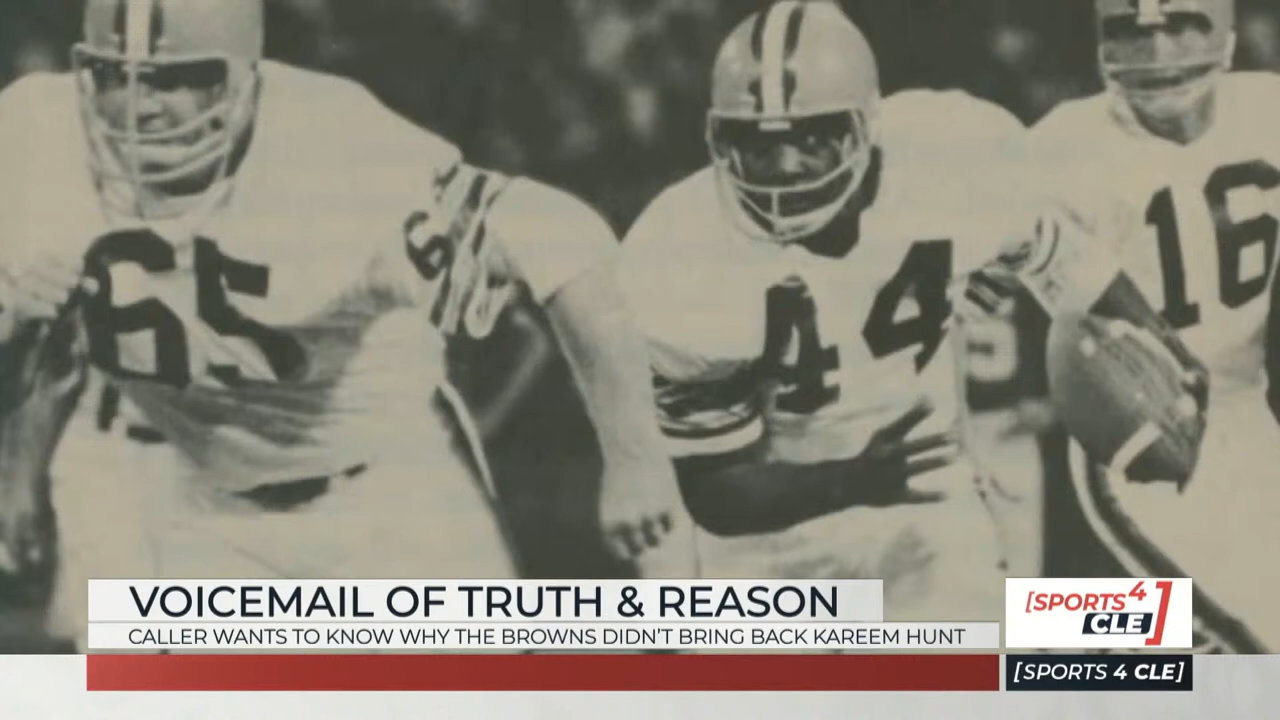 65
6
44
16
VOICEMAIL OF TRUTH & REASON
CALLER WANTS TO KNOW WHY THE BROWNS DIDN'T BRING BACK KAREEM HUNT
[SPORTS 4
CLE]
[SPORTS 4 CLE]